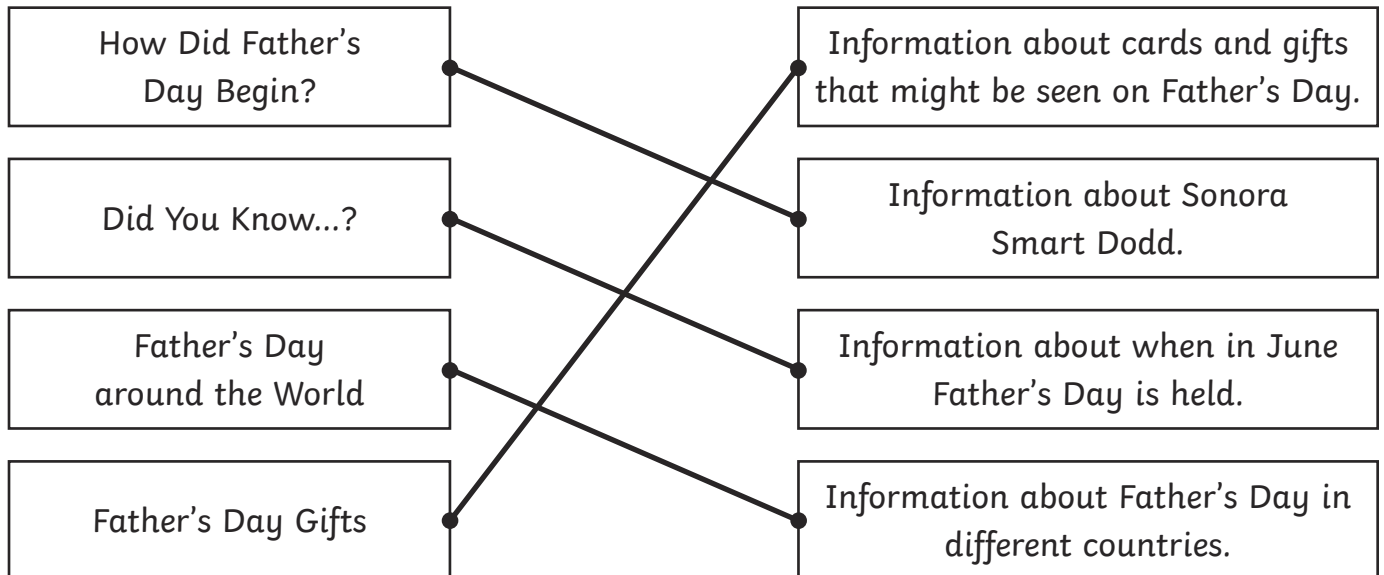 How Did Father's
Day Begin?
Did You Know...?
Father's Day
around the World
Father's Day Gifts
Information about cards and gifts
that might be seen on Father's Day.
Information about Sonora
Smart Dodd.
Information about when in June
Father's Day is held.
Information about Father's Day in
different countries.